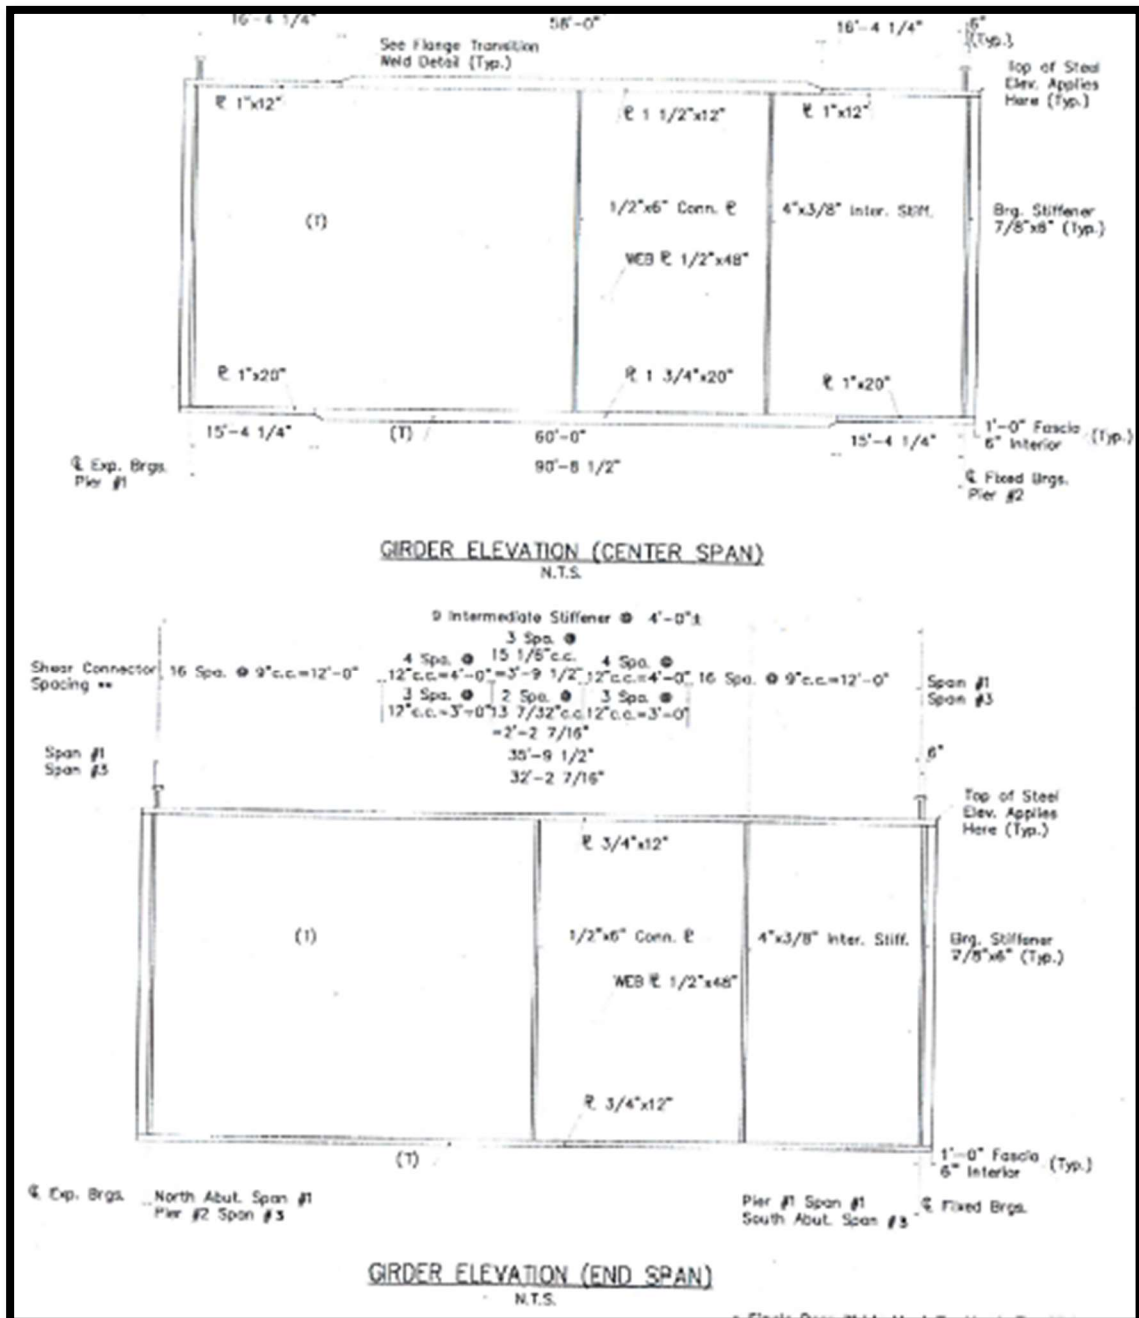 16'-4 1/4" 58'-0" 16'-4 1/4" 6"
(Typ.)
See Flange Transition
Weld Detail (Typ.)
Top of Steel
Elev. Applies
Here (Typ.)
℄ 1"x12" ℄ 1 1/2"x12" ℄ 1"x12"
(T) 1/2"x6" Conn. ℄ 4"x3/8" Inter. Stiff. Brg. Stiffener
7/8"x6" (Typ.)
WEB ℄ 1/2"x48"
℄ 1"x20" ℄ 1 3/4"x20" ℄ 1"x20"
15'-4 1/4" (T) 60'-0" 15'-4 1/4" 1'-0" Fascia (Typ.)
6" Interior
90'-8 1/2"
℄ Exp. Brgs.
Pier #1
℄ Fixed Brgs.
Pier #2
GIRDER ELEVATION (CENTER SPAN)
N.T.S.
9 Intermediate Stiffener @ 4'-0"±
3 Spa. @
4 Spa. @ 15 1/6"c.c. 4 Spa. @
Shear Connector 16 Spa. @ 9"c.c.=12'-0" 12"c.c.=4'-0" =3'-9 1/2" 12"c.c.=4'-0" 16 Spa. @ 9"c.c.=12'-0" Span #1
Spacing ** 3 Spa. @ 2 Spa. @ 3 Spa. @ Span #3
12"c.c.=3'-0" 13 7/32"c.c. 12"c.c.=3'-0"
=2'-2 7/16"
Span #1 35'-9 1/2" 6"
Span #3 32'-2 7/16"
Top of Steel
Elev. Applies
Here (Typ.)
℄ 3/4"x12"
(T) 1/2"x6" Conn. ℄ 4"x3/8" Inter. Stiff. Brg. Stiffener
7/8"x6" (Typ.)
WEB ℄ 1/2"x48"
℄ 3/4"x12"
(T) 1'-0" Fascia (Typ.)
6" Interior
℄ Exp. Brgs. North Abut. Span #1
Pier #2 Span #3
Pier #1 Span #1 ℄ Fixed Brgs.
South Abut. Span #3
GIRDER ELEVATION (END SPAN)
N.T.S.